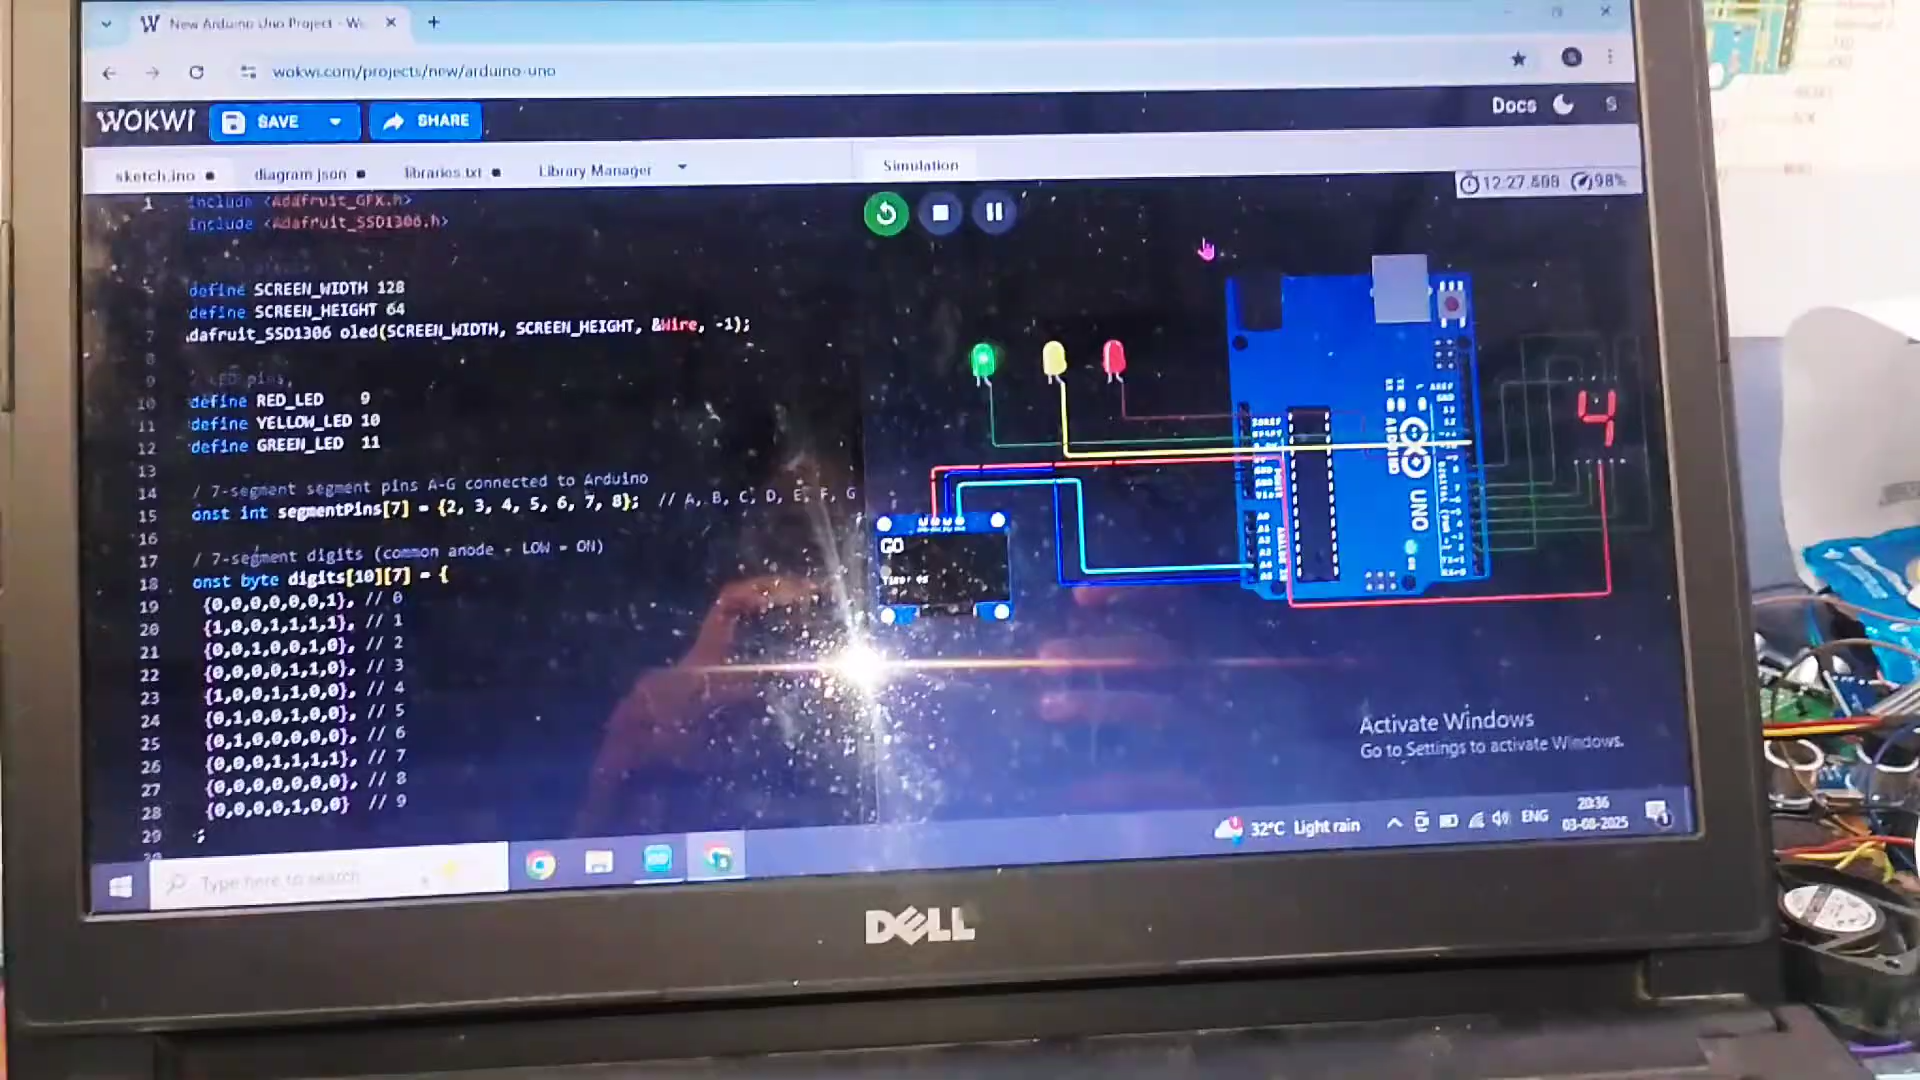 New Arduino Uno Project - Wo
wokwi.com/projects/new/arduino-uno
WOKWI
SAVE
SHARE
Docs
S
sketch.ino
diagram.json
libraries.txt
Library Manager
Simulation
12:27.608
98%
1 include <Adafruit_GFX.h>
include <Adafruit_SSD1306.h>
define SCREEN_WIDTH 128
define SCREEN_HEIGHT 64
7 dafruit_SSD1306 oled(SCREEN_WIDTH, SCREEN_HEIGHT, &Wire, -1);
8
9 LED pins,
10 define RED_LED 9
11 define YELLOW_LED 10
12 define GREEN_LED 11
13
14 / 7-segment segment pins A-G connected to Arduino
15 onst int segmentPins[7] = {2, 3, 4, 5, 6, 7, 8}; // A, B, C, D, E, F, G
16
17 / 7-segment digits (common anode - LOW = ON)
18 onst byte digits[10][7] = {
19 {0,0,0,0,0,0,1}, // 0
20 {1,0,0,1,1,1,1}, // 1
21 {0,0,1,0,0,1,0}, // 2
22 {0,0,0,0,1,1,0}, // 3
23 {1,0,0,1,1,0,0}, // 4
24 {0,1,0,0,1,0,0}, // 5
25 {0,1,0,0,0,0,0}, // 6
26 {0,0,0,1,1,1,1}, // 7
27 {0,0,0,0,0,0,0}, // 8
28 {0,0,0,0,1,0,0} // 9
29 ;
GO
ARDUINO
UNO
4
Activate Windows
Go to Settings to activate Windows.
Type here to search
32°C Light rain
ENG
20:36
03-08-2025
DELL